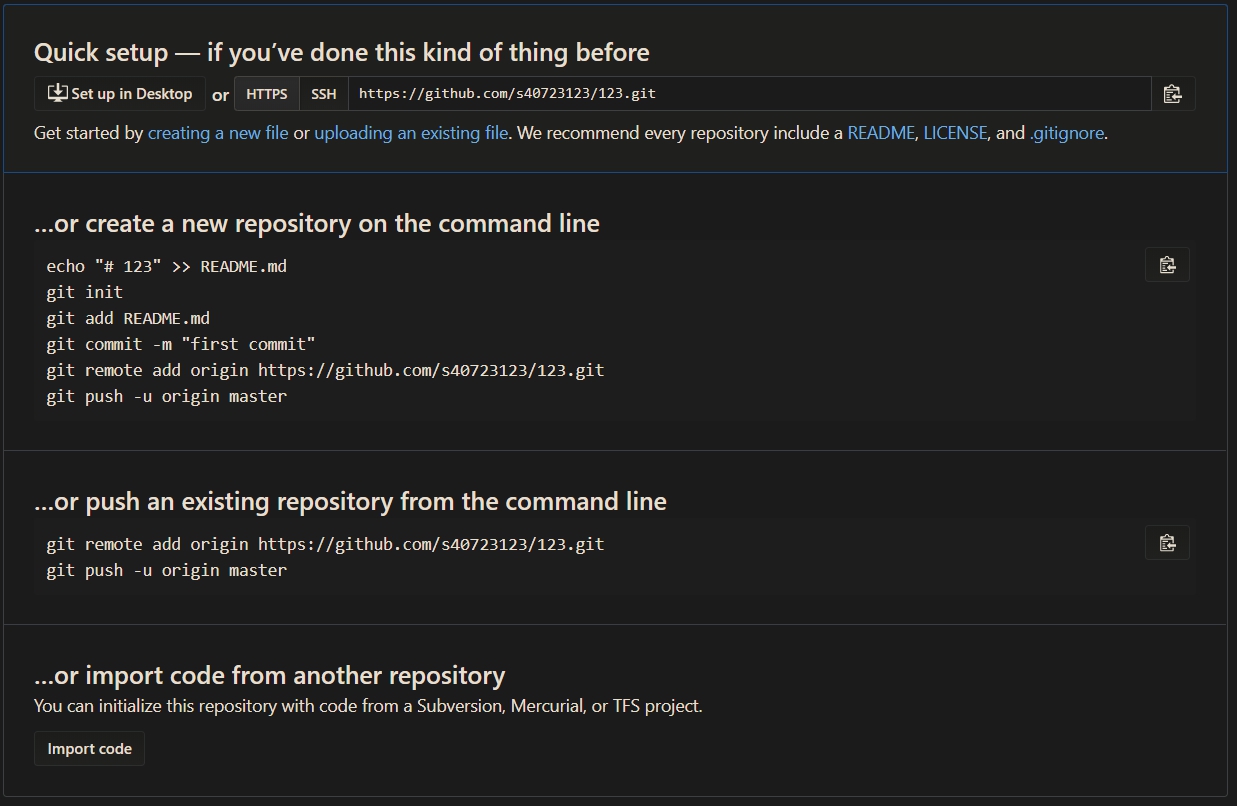 Quick setup — if you’ve done this kind of thing before
Set up in Desktop or HTTPS SSH https://github.com/s40723123/123.git
Get started by creating a new file or uploading an existing file. We recommend every repository include a README, LICENSE, and .gitignore.
…or create a new repository on the command line
echo "# 123" >> README.md
git init
git add README.md
git commit -m "first commit"
git remote add origin https://github.com/s40723123/123.git
git push -u origin master
…or push an existing repository from the command line
git remote add origin https://github.com/s40723123/123.git
git push -u origin master
…or import code from another repository
You can initialize this repository with code from a Subversion, Mercurial, or TFS project.
Import code